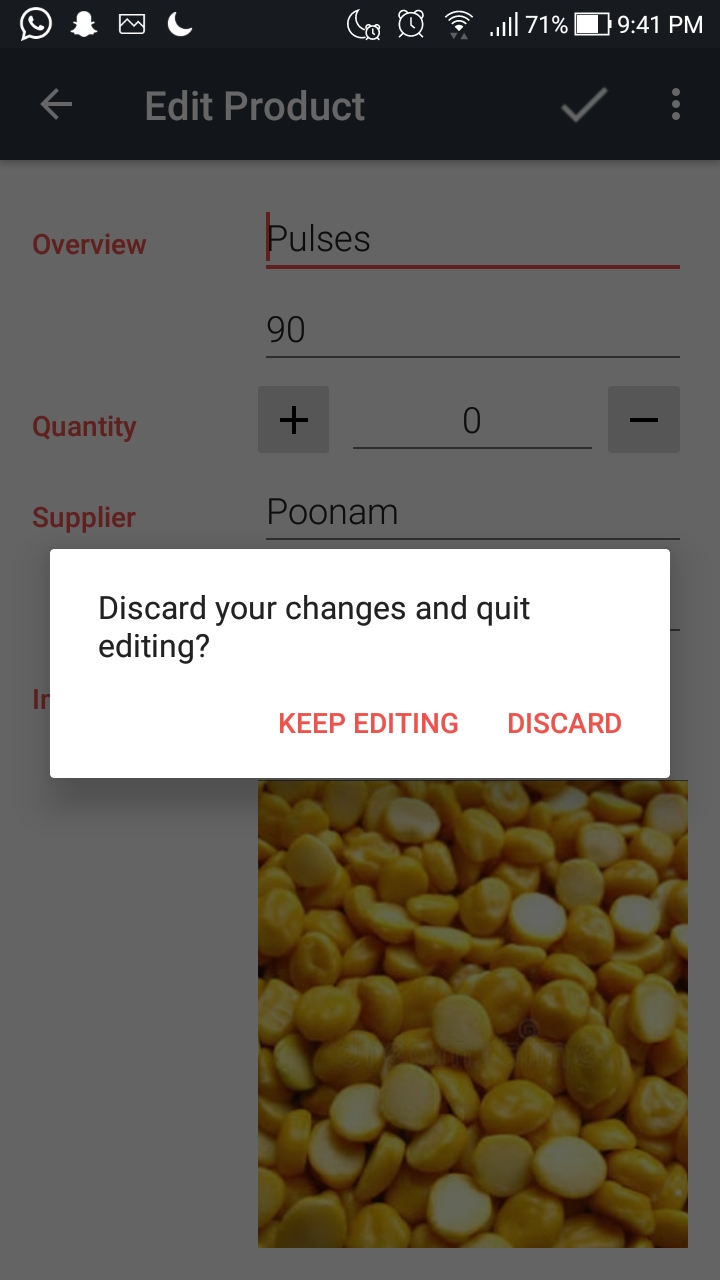 71% 9:41 PM
Edit Product
Overview Pulses
90
Quantity + 0 −
Supplier Poonam
Discard your changes and quit
editing?
KEEP EDITING DISCARD